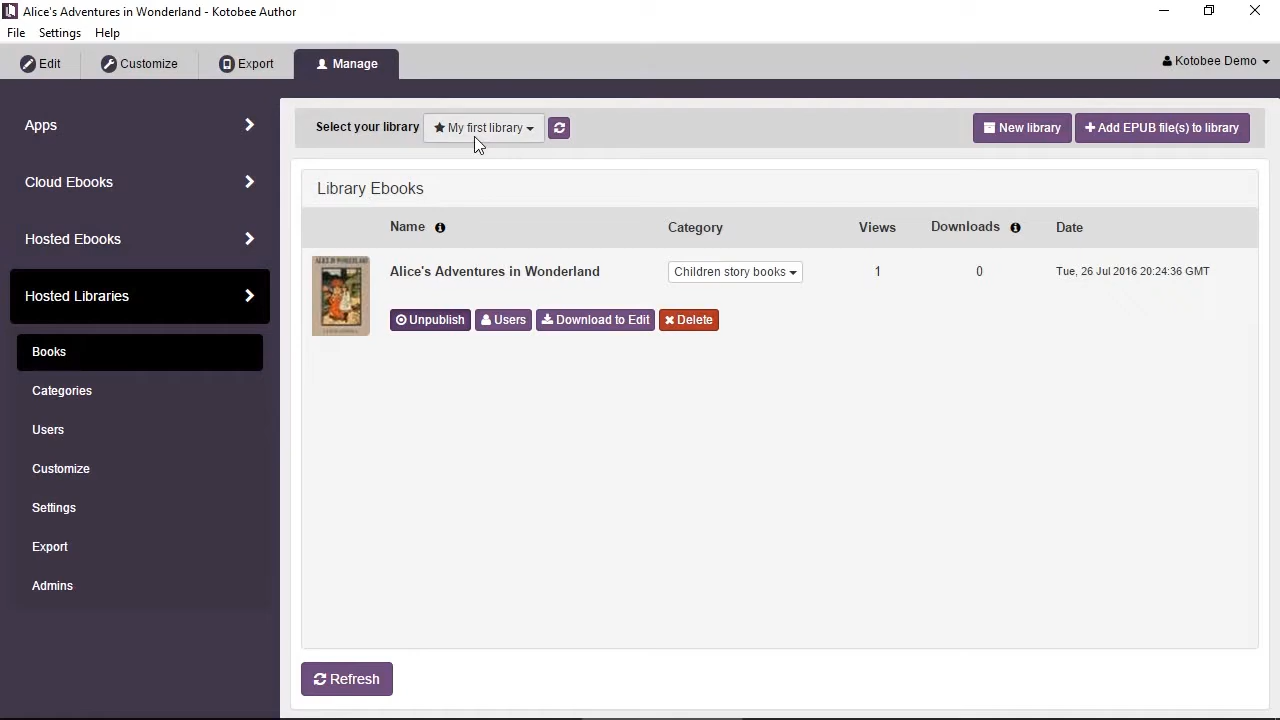 Alice's Adventures in Wonderland - Kotobee Author
File Settings Help
Edit Customize Export Manage Kotobee Demo
Apps
Cloud Ebooks
Hosted Ebooks
Hosted Libraries
Books
Categories
Users
Customize
Settings
Export
Admins
Select your library My first library New library Add EPUB file(s) to library
Library Ebooks
Name Category Views Downloads Date
Alice's Adventures in Wonderland Children story books 1 0 Tue, 26 Jul 2016 20:24:36 GMT
Unpublish Users Download to Edit Delete
Refresh